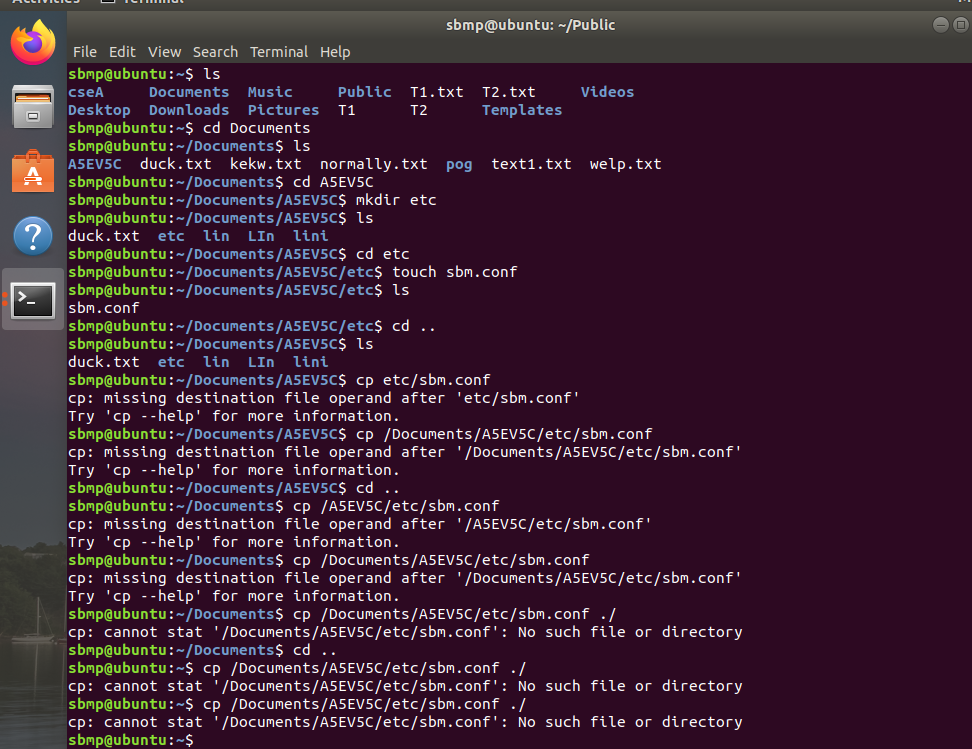 Activities Terminal
sbmp@ubuntu: ~/Public
File Edit View Search Terminal Help
sbmp@ubuntu:~$ ls
cseA Documents Music Public T1.txt T2.txt Videos
Desktop Downloads Pictures T1 T2 Templates
sbmp@ubuntu:~$ cd Documents
sbmp@ubuntu:~/Documents$ ls
A5EV5C duck.txt kekw.txt normally.txt pog text1.txt welp.txt
sbmp@ubuntu:~/Documents$ cd A5EV5C
sbmp@ubuntu:~/Documents/A5EV5C$ mkdir etc
sbmp@ubuntu:~/Documents/A5EV5C$ ls
duck.txt etc lin LIn lini
sbmp@ubuntu:~/Documents/A5EV5C$ cd etc
sbmp@ubuntu:~/Documents/A5EV5C/etc$ touch sbm.conf
sbmp@ubuntu:~/Documents/A5EV5C/etc$ ls
sbm.conf
sbmp@ubuntu:~/Documents/A5EV5C/etc$ cd ..
sbmp@ubuntu:~/Documents/A5EV5C$ ls
duck.txt etc lin LIn lini
sbmp@ubuntu:~/Documents/A5EV5C$ cp etc/sbm.conf
cp: missing destination file operand after 'etc/sbm.conf'
Try 'cp --help' for more information.
sbmp@ubuntu:~/Documents/A5EV5C$ cp /Documents/A5EV5C/etc/sbm.conf
cp: missing destination file operand after '/Documents/A5EV5C/etc/sbm.conf'
Try 'cp --help' for more information.
sbmp@ubuntu:~/Documents/A5EV5C$ cd ..
sbmp@ubuntu:~/Documents$ cp /A5EV5C/etc/sbm.conf
cp: missing destination file operand after '/A5EV5C/etc/sbm.conf'
Try 'cp --help' for more information.
sbmp@ubuntu:~/Documents$ cp /Documents/A5EV5C/etc/sbm.conf
cp: missing destination file operand after '/Documents/A5EV5C/etc/sbm.conf'
Try 'cp --help' for more information.
sbmp@ubuntu:~/Documents$ cp /Documents/A5EV5C/etc/sbm.conf ./
cp: cannot stat '/Documents/A5EV5C/etc/sbm.conf': No such file or directory
sbmp@ubuntu:~/Documents$ cd ..
sbmp@ubuntu:~$ cp /Documents/A5EV5C/etc/sbm.conf ./
cp: cannot stat '/Documents/A5EV5C/etc/sbm.conf': No such file or directory
sbmp@ubuntu:~$ cp /Documents/A5EV5C/etc/sbm.conf ./
cp: cannot stat '/Documents/A5EV5C/etc/sbm.conf': No such file or directory
sbmp@ubuntu:~$